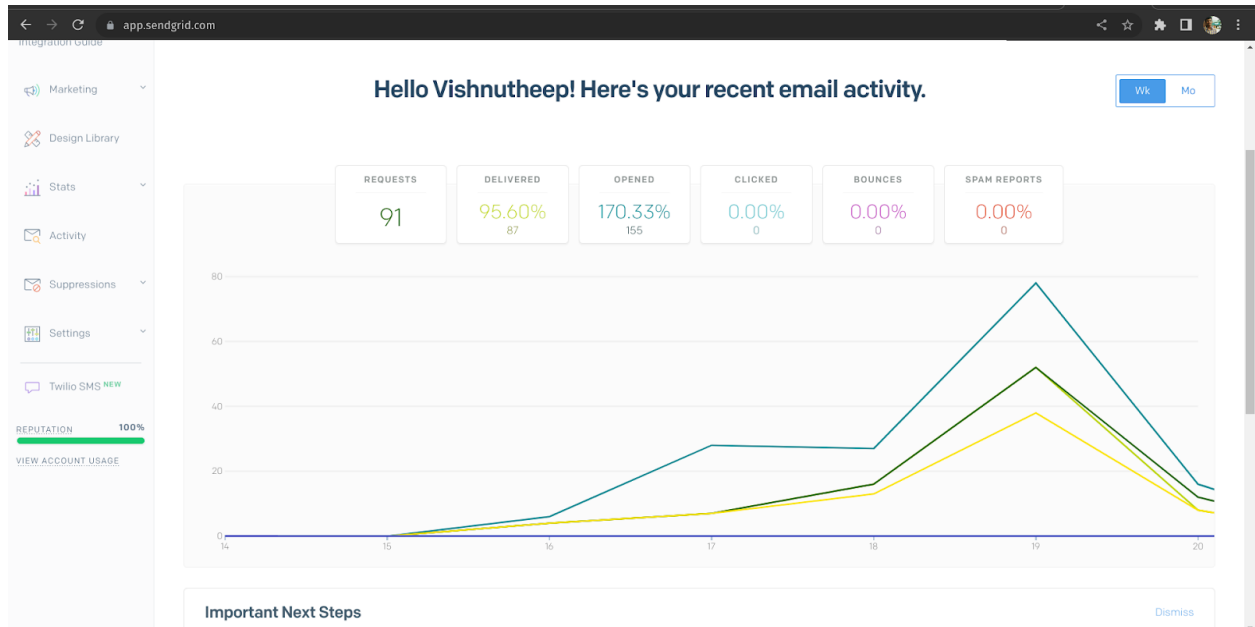 app.sendgrid.com
Integration Guide
Marketing
Design Library
Stats
Activity
Suppressions
Settings
Twilio SMS NEW
REPUTATION 100%
VIEW ACCOUNT USAGE
Hello Vishnutheep! Here's your recent email activity.
Wk Mo
REQUESTS DELIVERED OPENED CLICKED BOUNCES SPAM REPORTS
91 95.60% 170.33% 0.00% 0.00% 0.00%
87 155 0 0 0
80
60
40
20
0
14 15 16 17 18 19 20
Important Next Steps Dismiss